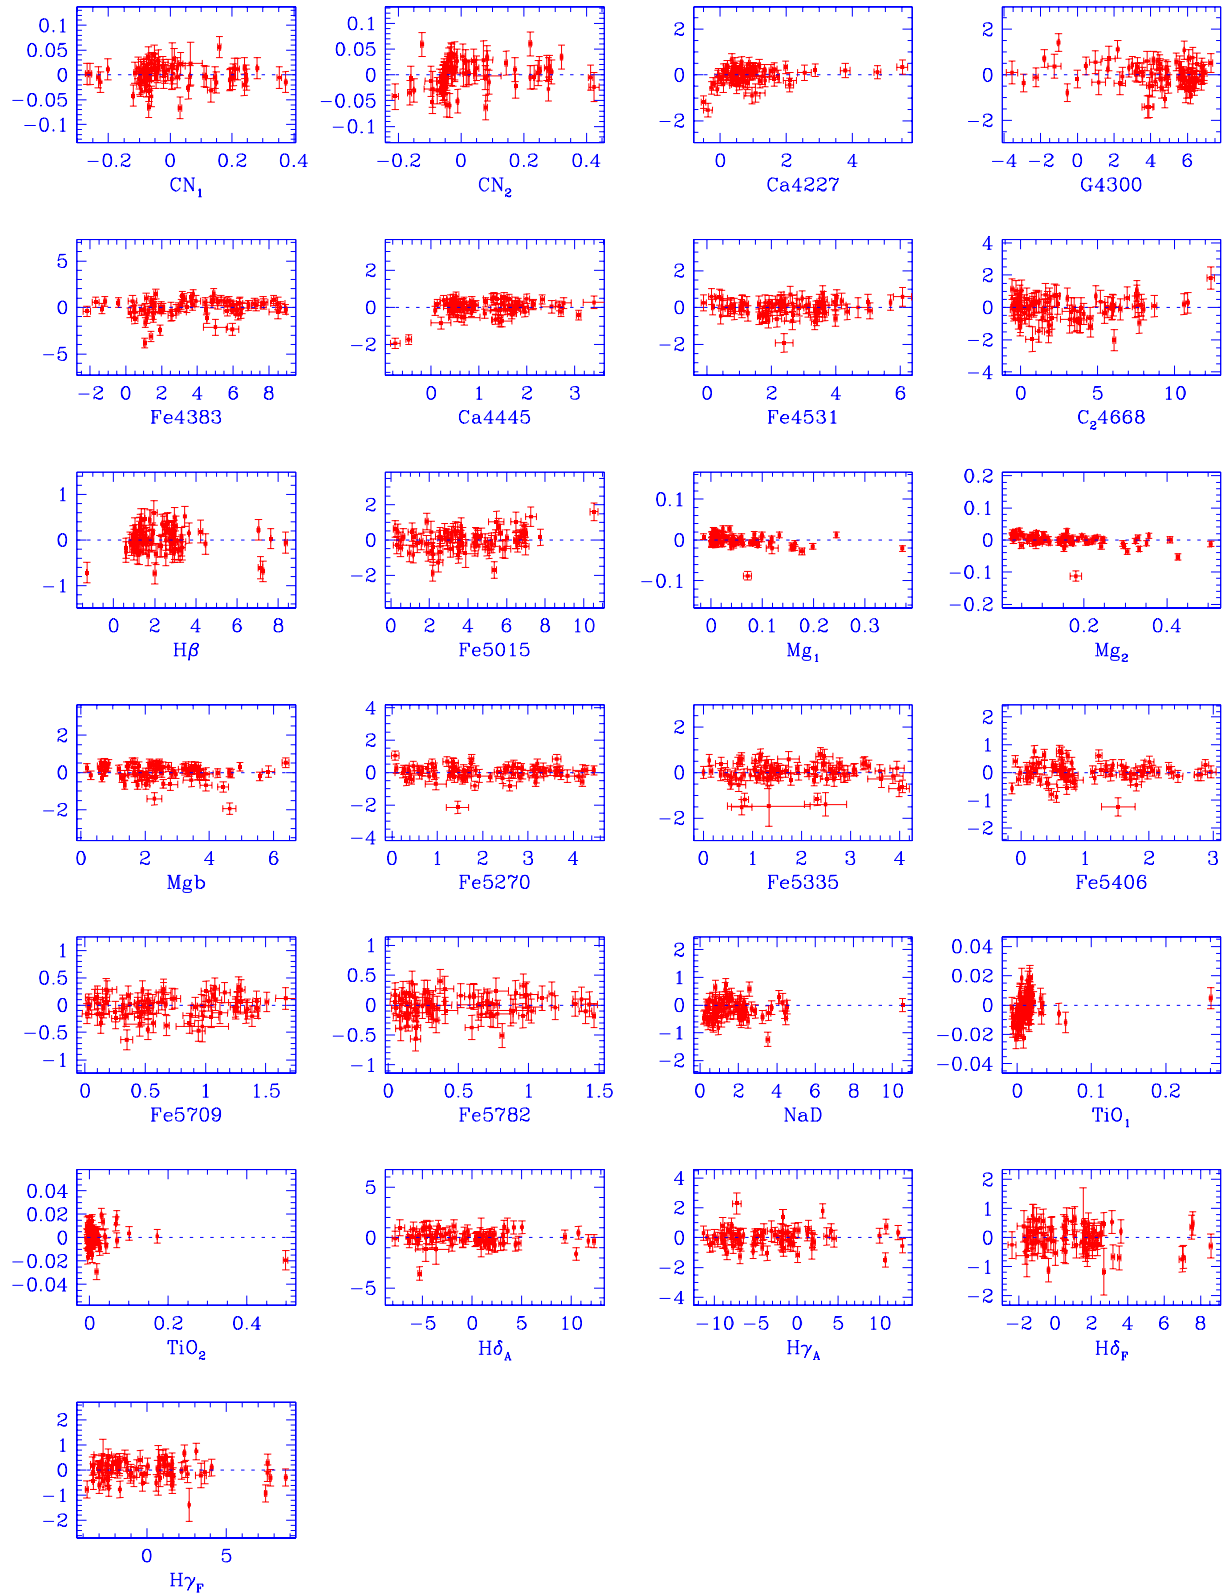 0.1 0.05 0 −0.05 −0.1
−0.2 0 0.2 0.4
CN₁
0.1 0.05 0 −0.05 −0.1
−0.2 0 0.2 0.4
CN₂
2 0 −2
0 2 4 6
Ca4227
2 0 −2
−4 −2 0 2 4 6
G4300
5 0 −5
−2 0 2 4 6 8
Fe4383
2 0 −2
0 1 2 3
Ca4445
2 0 −2
0 2 4 6
Fe4531
4 2 0 −2 −4
0 5 10
C₂4668
1 0 −1
0 2 4 6 8
Hβ
2 0 −2
0 2 4 6 8 10
Fe5015
0.1 0 −0.1
0 0.1 0.2 0.3
Mg₁
0.2 0.1 0 −0.1 −0.2
0.2 0.4
Mg₂
2 0 −2
0 2 4 6
Mgb
4 2 0 −2 −4
0 1 2 3 4
Fe5270
2 0 −2
0 1 2 3 4
Fe5335
2 1 0 −1 −2
0 1 2 3
Fe5406
1 0.5 0 −0.5 −1
0 0.5 1 1.5
Fe5709
1 0.5 0 −0.5 −1
0 0.5 1 1.5
Fe5782
2 1 0 −1 −2
0 2 4 6 8 10
NaD
0.04 0.02 0 −0.02 −0.04
0 0.1 0.2
TiO₁
0.04 0.02 0 −0.02 −0.04
0 0.2 0.4
TiO₂
5 0 −5
−5 0 5 10
Hδ_A
4 2 0 −2 −4
−10 −5 0 5 10
Hγ_A
2 1 0 −1 −2
−2 0 2 4 6 8
Hδ_F
2 1 0 −1 −2
0 5
Hγ_F